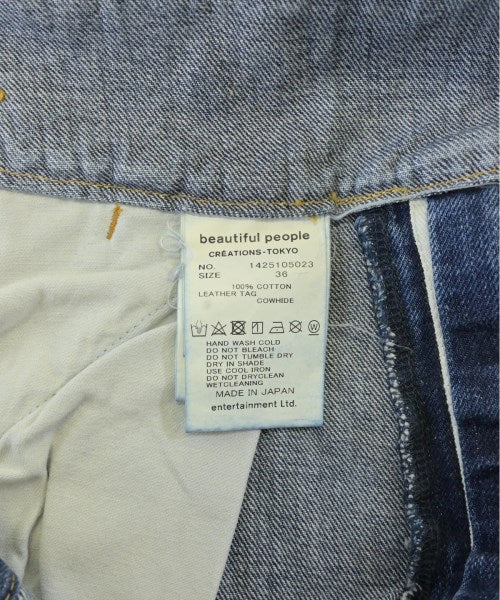 beautiful people
CRÉATIONS-TOKYO
NO. 1425105023
SIZE 36
100% COTTON
LEATHER TAG
COWHIDE
HAND WASH COLD
DO NOT BLEACH
DO NOT TUMBLE DRY
DRY IN SHADE
USE COOL IRON
DO NOT DRYCLEAN
WETCLEANING
MADE IN JAPAN
entertainment Ltd.